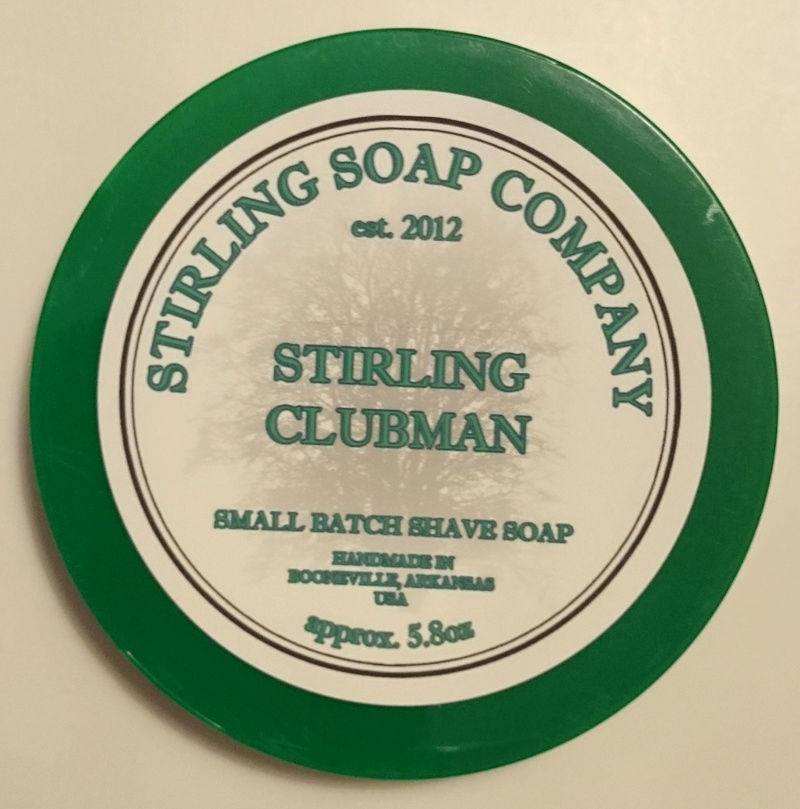 STIRLING SOAP COMPANY
est. 2012
STIRLING
CLUBMAN
SMALL BATCH SHAVE SOAP
HANDMADE IN
BOONEVILLE, ARKANSAS
USA
approx. 5.8oz